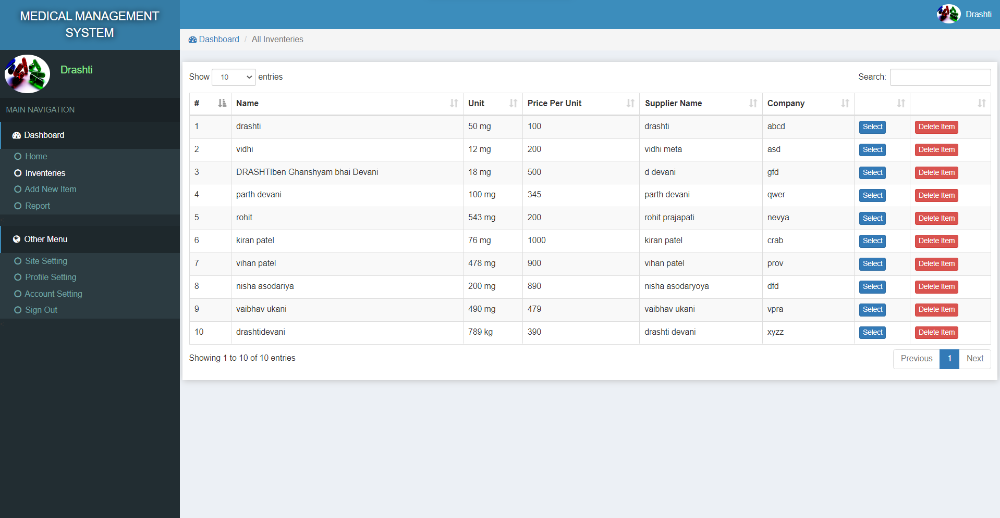 MEDICAL MANAGEMENT
SYSTEM
Drashti
Dashboard / All Inventeries
Drashti
MAIN NAVIGATION
Dashboard
Home
Inventeries
Add New Item
Report
Other Menu
Site Setting
Profile Setting
Account Setting
Sign Out
Show 10 entries
Search:
# Name Unit Price Per Unit Supplier Name Company
1 drashti 50 mg 100 drashti abcd Select Delete Item
2 vidhi 12 mg 200 vidhi meta asd Select Delete Item
3 DRASHTIben Ghanshyam bhai Devani 18 mg 500 d devani gfd Select Delete Item
4 parth devani 100 mg 345 parth devani qwer Select Delete Item
5 rohit 543 mg 200 rohit prajapati nevya Select Delete Item
6 kiran patel 76 mg 1000 kiran patel crab Select Delete Item
7 vihan patel 478 mg 900 vihan patel prov Select Delete Item
8 nisha asodariya 200 mg 890 nisha asodaryoya dfd Select Delete Item
9 vaibhav ukani 490 mg 479 vaibhav ukani vpra Select Delete Item
10 drashtidevani 789 kg 390 drashti devani xyzz Select Delete Item
Showing 1 to 10 of 10 entries
Previous 1 Next